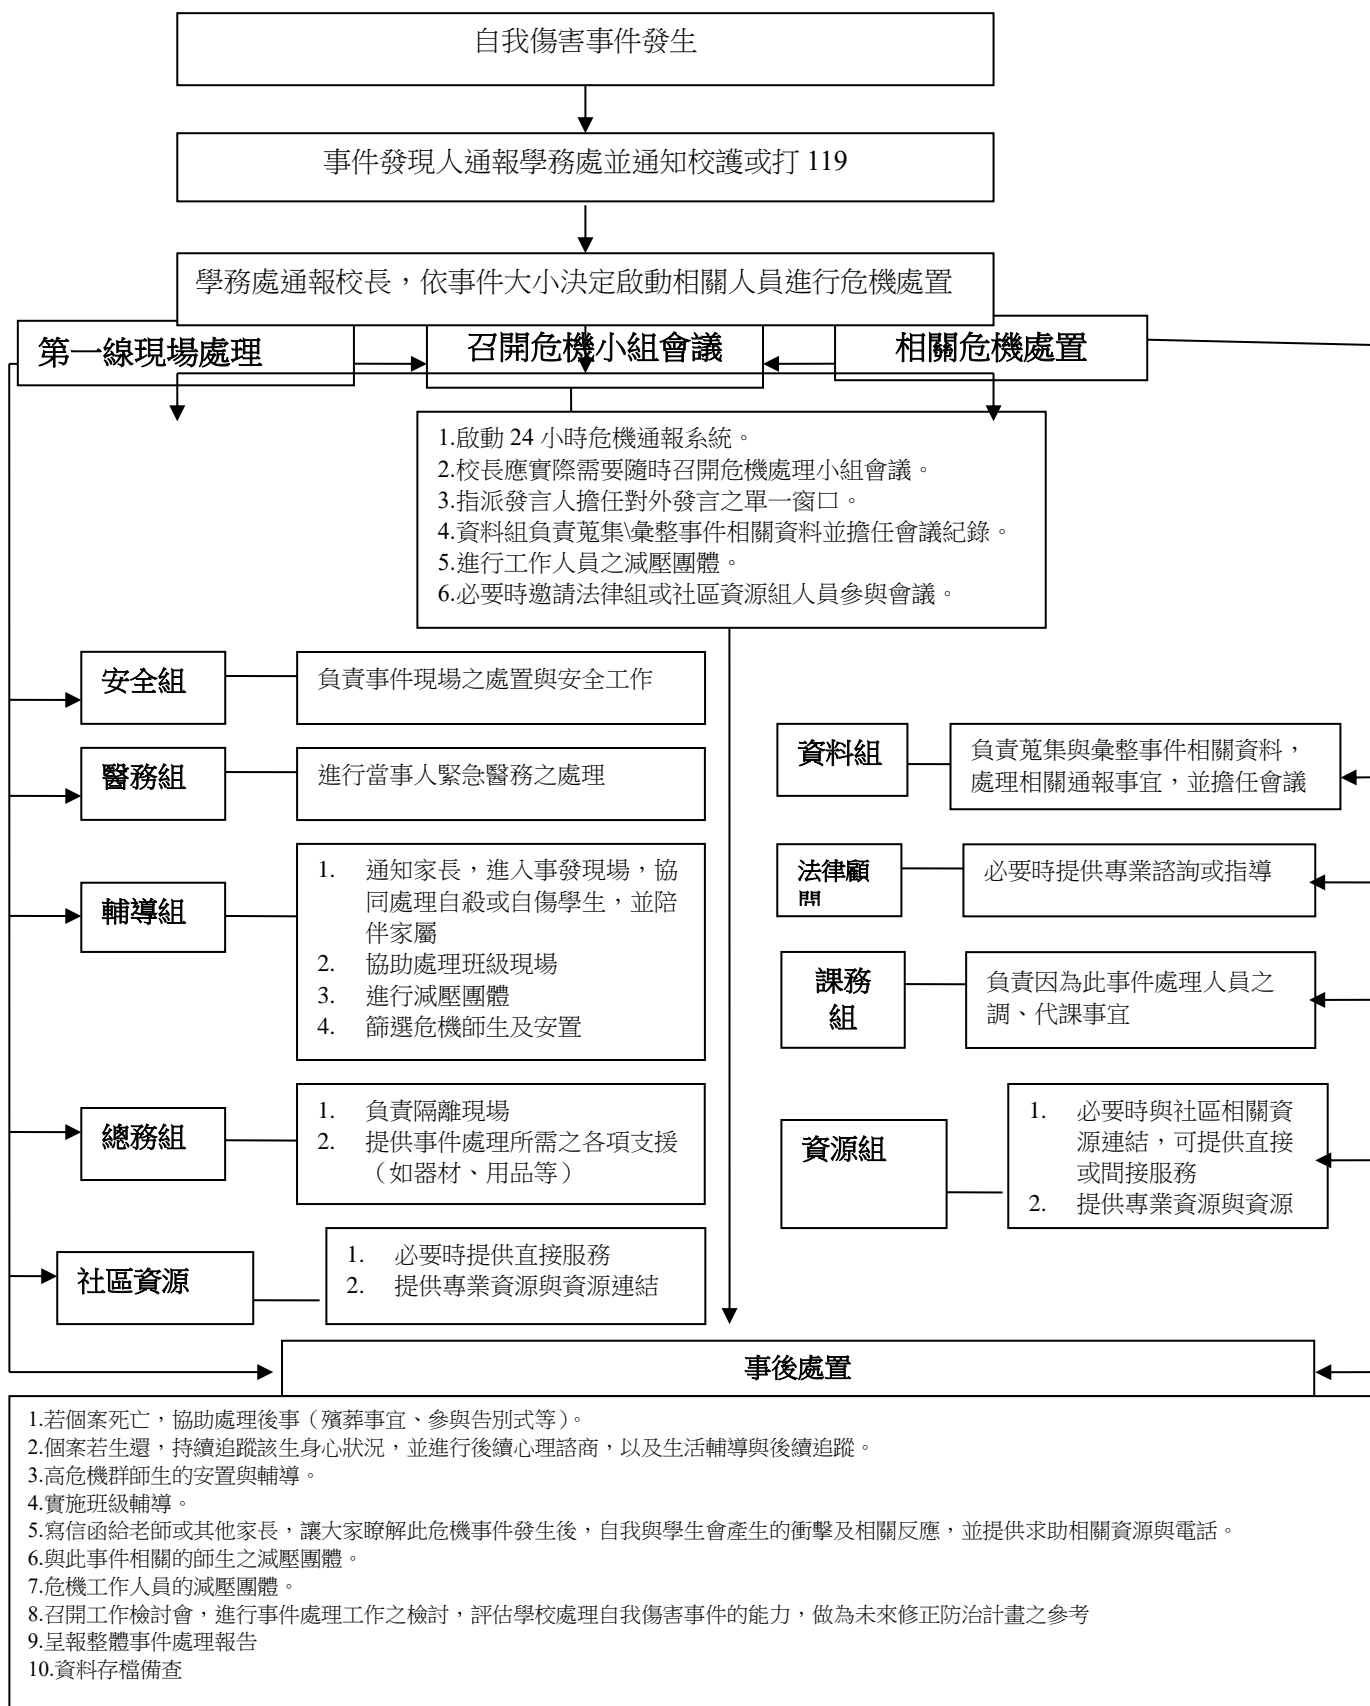 自我傷害事件發生
事件發現人通報學務處並通知校護或打 119
學務處通報校長，依事件大小決定啟動相關人員進行危機處置
第一線現場處理
召開危機小組會議
相關危機處置
1.啟動 24 小時危機通報系統。
2.校長應實際需要隨時召開危機處理小組會議。
3.指派發言人擔任對外發言之單一窗口。
4.資料組負責蒐集\彙整事件相關資料並擔任會議紀錄。
5.進行工作人員之減壓團體。
6.必要時邀請法律組或社區資源組人員參與會議。
安全組
負責事件現場之處置與安全工作
醫務組
進行當事人緊急醫務之處理
輔導組
1. 通知家長，進入事發現場，協
同處理自殺或自傷學生，並陪
伴家屬
2. 協助處理班級現場
3. 進行減壓團體
4. 篩選危機師生及安置
總務組
1. 負責隔離現場
2. 提供事件處理所需之各項支援
（如器材、用品等）
社區資源
1. 必要時提供直接服務
2. 提供專業資源與資源連結
資料組
負責蒐集與彙整事件相關資料，
處理相關通報事宜，並擔任會議
法律顧
問
必要時提供專業諮詢或指導
課務
組
負責因為此事件處理人員之
調、代課事宜
資源組
1. 必要時與社區相關資
源連結，可提供直接
或間接服務
2. 提供專業資源與資源
事後處置
1.若個案死亡，協助處理後事（殯葬事宜、參與告別式等）。
2.個案若生還，持續追蹤該生身心狀況，並進行後續心理諮商，以及生活輔導與後續追蹤。
3.高危機群師生的安置與輔導。
4.實施班級輔導。
5.寫信函給老師或其他家長，讓大家瞭解此危機事件發生後，自我與學生會產生的衝擊及相關反應，並提供求助相關資源與電話。
6.與此事件相關的師生之減壓團體。
7.危機工作人員的減壓團體。
8.召開工作檢討會，進行事件處理工作之檢討，評估學校處理自我傷害事件的能力，做為未來修正防治計畫之參考
9.呈報整體事件處理報告
10.資料存檔備查